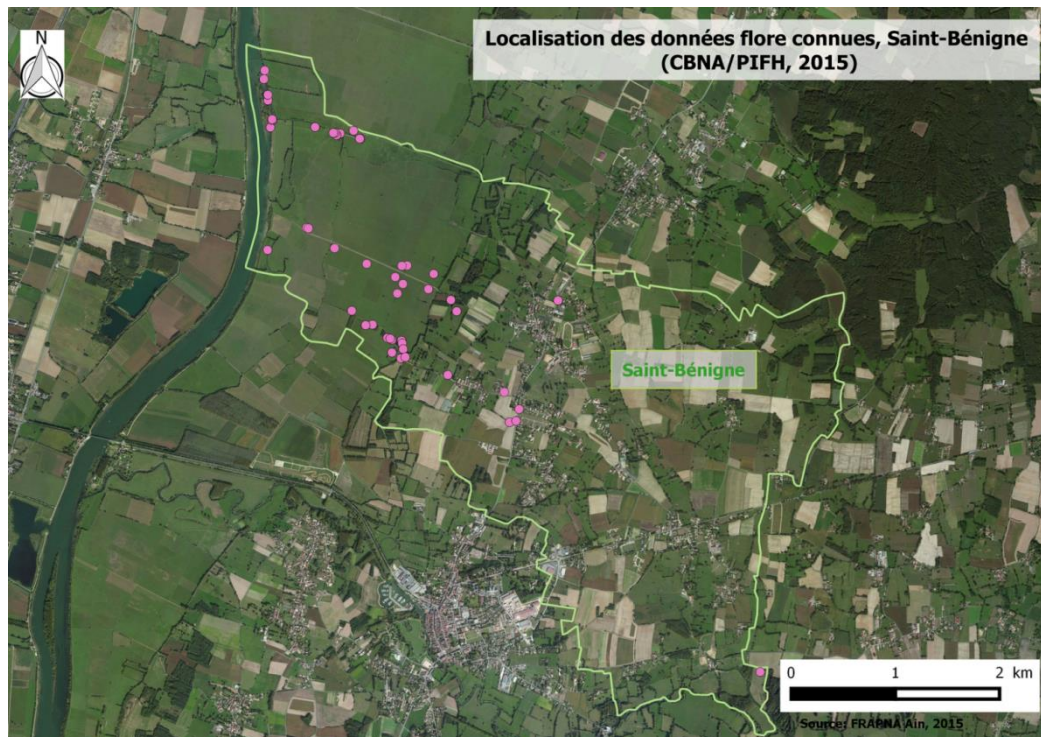 Localisation des données flore connues, Saint-Bénigne
(CBNA/PIFH, 2015)
N
Saint-Bénigne
0 1 2 km
Source: FRAPNA Ain, 2015